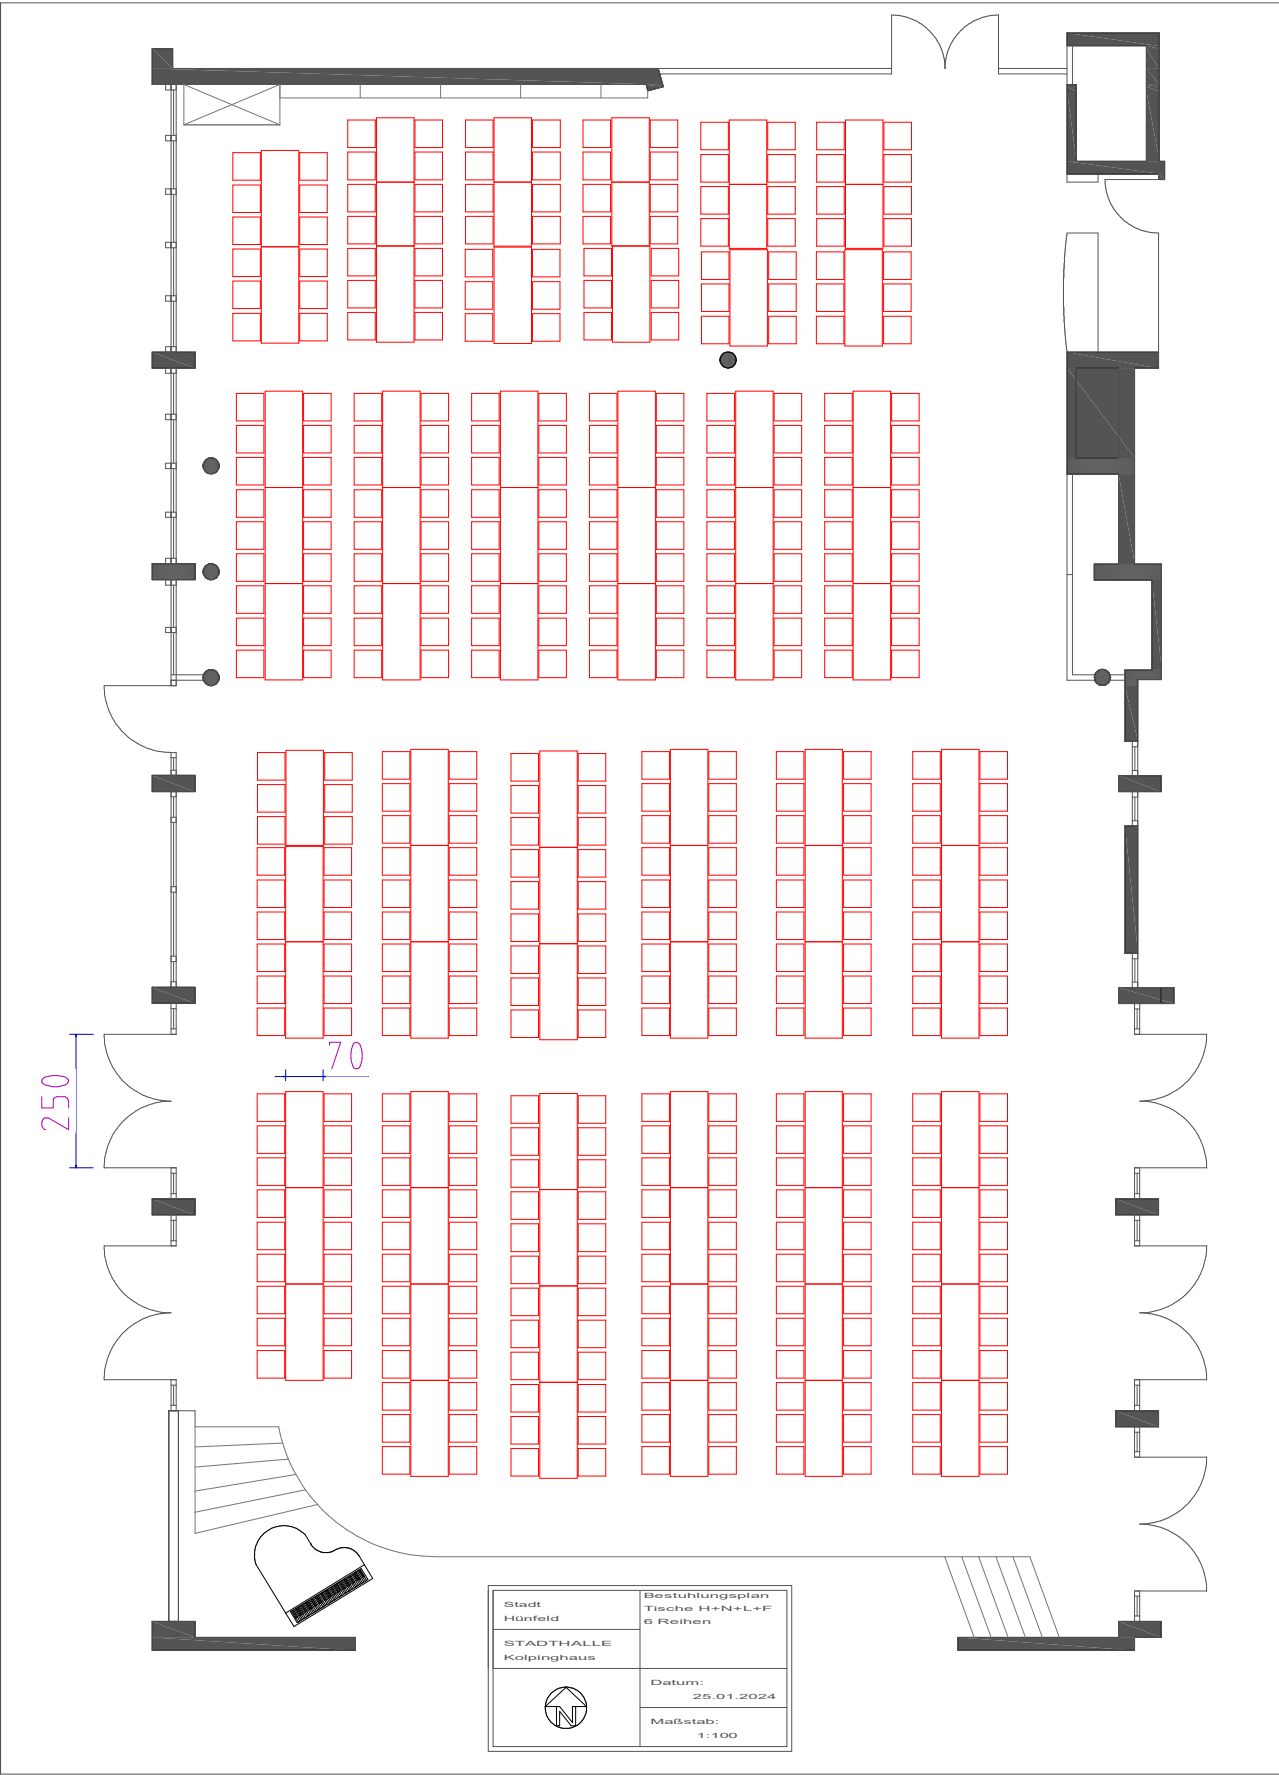 70
250
Stadt
Hünfeld
STADTHALLE
Kolpinghaus
Bestuhlungsplan
Tische H+N+L+F
6 Reihen
Datum:
25.01.2024
Maßstab:
1:100
N